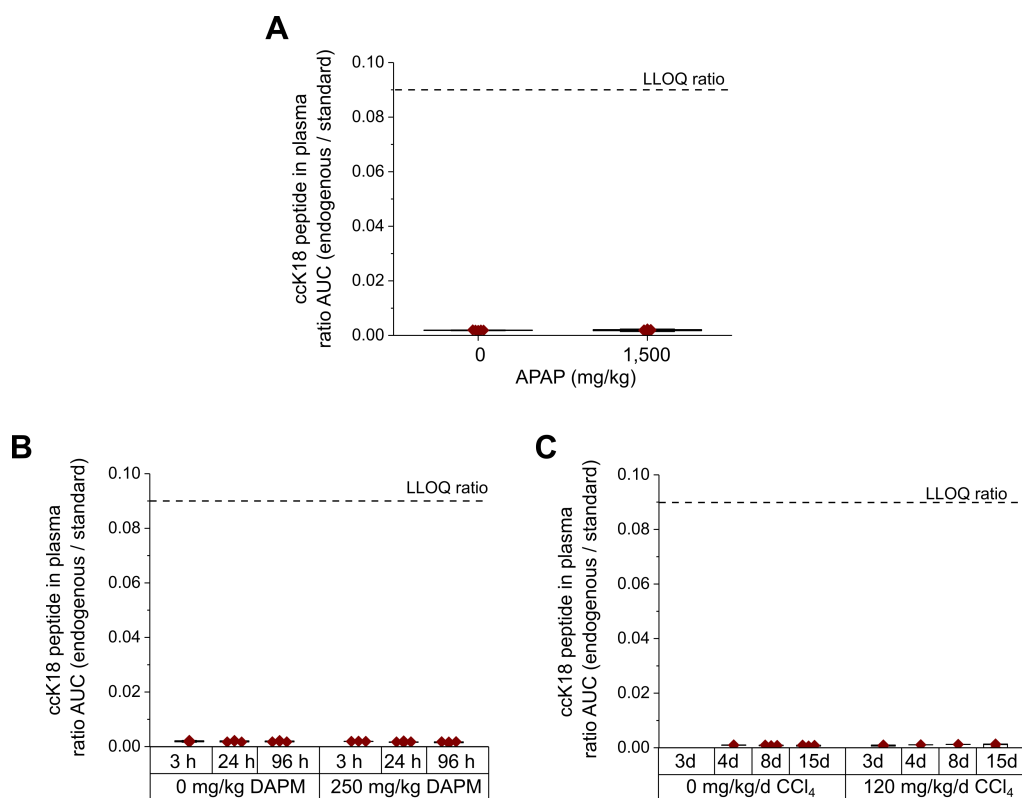 A
ccK18 peptide in plasma
ratio AUC (endogenous / standard)
0.10
0.08
0.06
0.04
0.02
0.00
LLOQ ratio
0 1,500
APAP (mg/kg)
B
ccK18 peptide in plasma
ratio AUC (endogenous / standard)
0.10
0.08
0.06
0.04
0.02
0.00
LLOQ ratio
3 h 24 h 96 h 3 h 24 h 96 h
0 mg/kg DAPM 250 mg/kg DAPM
C
ccK18 peptide in plasma
ratio AUC (endogenous / standard)
0.10
0.08
0.06
0.04
0.02
0.00
LLOQ ratio
3d 4d 8d 15d 3d 4d 8d 15d
0 mg/kg/d CCl₄ 120 mg/kg/d CCl₄